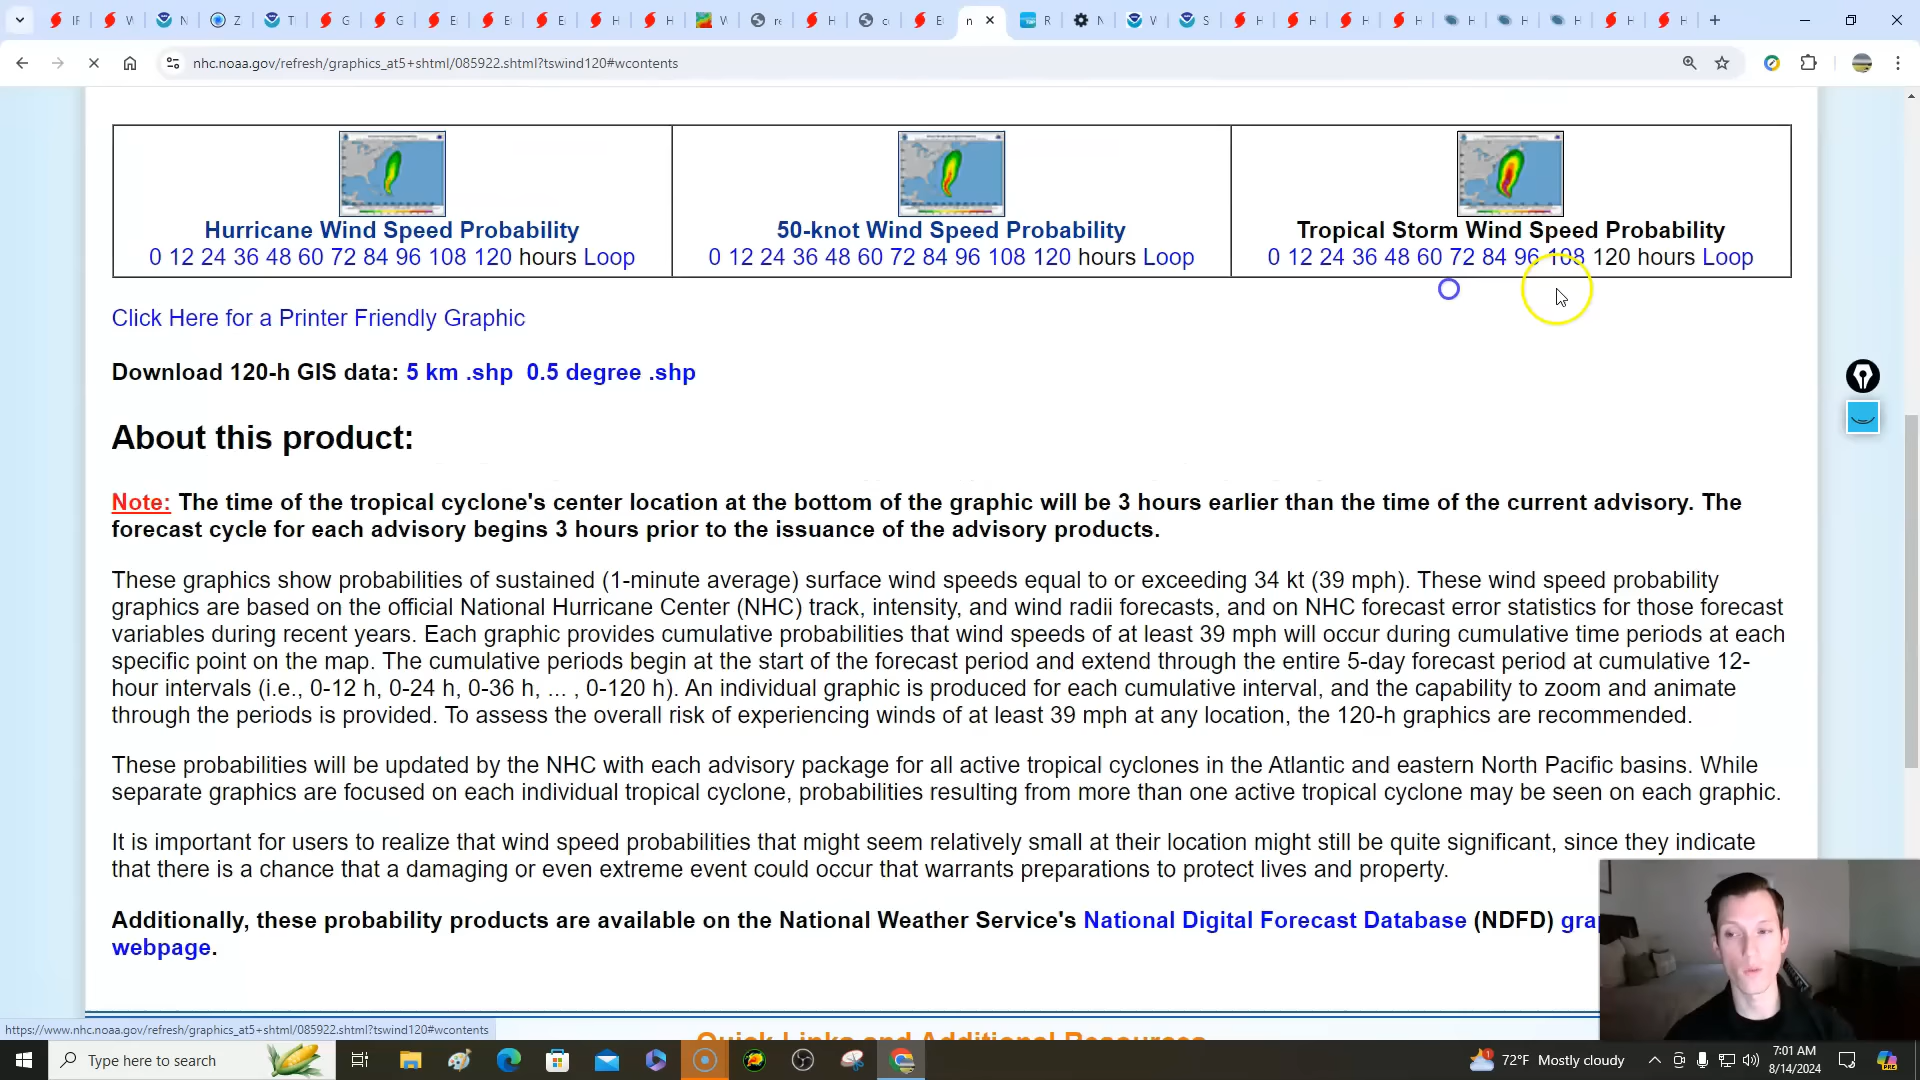 IF
V
N
Z
T
G
G
E
E
E
H
H
V
re
H
c
E
n
R
N
V
S
H
H
H
H
H
H
H
H
H
nhc.noaa.gov/refresh/graphics_at5+shtml/085922.shtml?tswind120#wcontents
Hurricane Wind Speed Probability
0 12 24 36 48 60 72 84 96 108 120 hours Loop
50-knot Wind Speed Probability
0 12 24 36 48 60 72 84 96 108 120 hours Loop
Tropical Storm Wind Speed Probability
0 12 24 36 48 60 72 84 96 108 120 hours Loop
Click Here for a Printer Friendly Graphic
Download 120-h GIS data: 5 km .shp 0.5 degree .shp
About this product:
Note: The time of the tropical cyclone's center location at the bottom of the graphic will be 3 hours earlier than the time of the current advisory. The
forecast cycle for each advisory begins 3 hours prior to the issuance of the advisory products.
These graphics show probabilities of sustained (1-minute average) surface wind speeds equal to or exceeding 34 kt (39 mph). These wind speed probability
graphics are based on the official National Hurricane Center (NHC) track, intensity, and wind radii forecasts, and on NHC forecast error statistics for those forecast
variables during recent years. Each graphic provides cumulative probabilities that wind speeds of at least 39 mph will occur during cumulative time periods at each
specific point on the map. The cumulative periods begin at the start of the forecast period and extend through the entire 5-day forecast period at cumulative 12-
hour intervals (i.e., 0-12 h, 0-24 h, 0-36 h, ... , 0-120 h). An individual graphic is produced for each cumulative interval, and the capability to zoom and animate
through the periods is provided. To assess the overall risk of experiencing winds of at least 39 mph at any location, the 120-h graphics are recommended.
These probabilities will be updated by the NHC with each advisory package for all active tropical cyclones in the Atlantic and eastern North Pacific basins. While
separate graphics are focused on each individual tropical cyclone, probabilities resulting from more than one active tropical cyclone may be seen on each graphic.
It is important for users to realize that wind speed probabilities that might seem relatively small at their location might still be quite significant, since they indicate
that there is a chance that a damaging or even extreme event could occur that warrants preparations to protect lives and property.
Additionally, these probability products are available on the National Weather Service's National Digital Forecast Database (NDFD) gra
webpage.
Quick Links and Additional Resources
https://www.nhc.noaa.gov/refresh/graphics_at5+shtml/085922.shtml?tswind120#wcontents
Type here to search
72°F Mostly cloudy
7:01 AM
8/14/2024